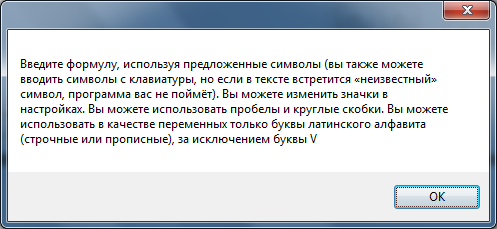 Введите формулу, используя предложенные символы (вы также можете
вводить символы с клавиатуры, но если в тексте встретится «неизвестный»
символ, программа вас не поймёт). Вы можете изменить значки в
настройках. Вы можете использовать пробелы и круглые скобки. Вы можете
использовать в качестве переменных только буквы латинского алфавита
(строчные или прописные), за исключением буквы V
OK